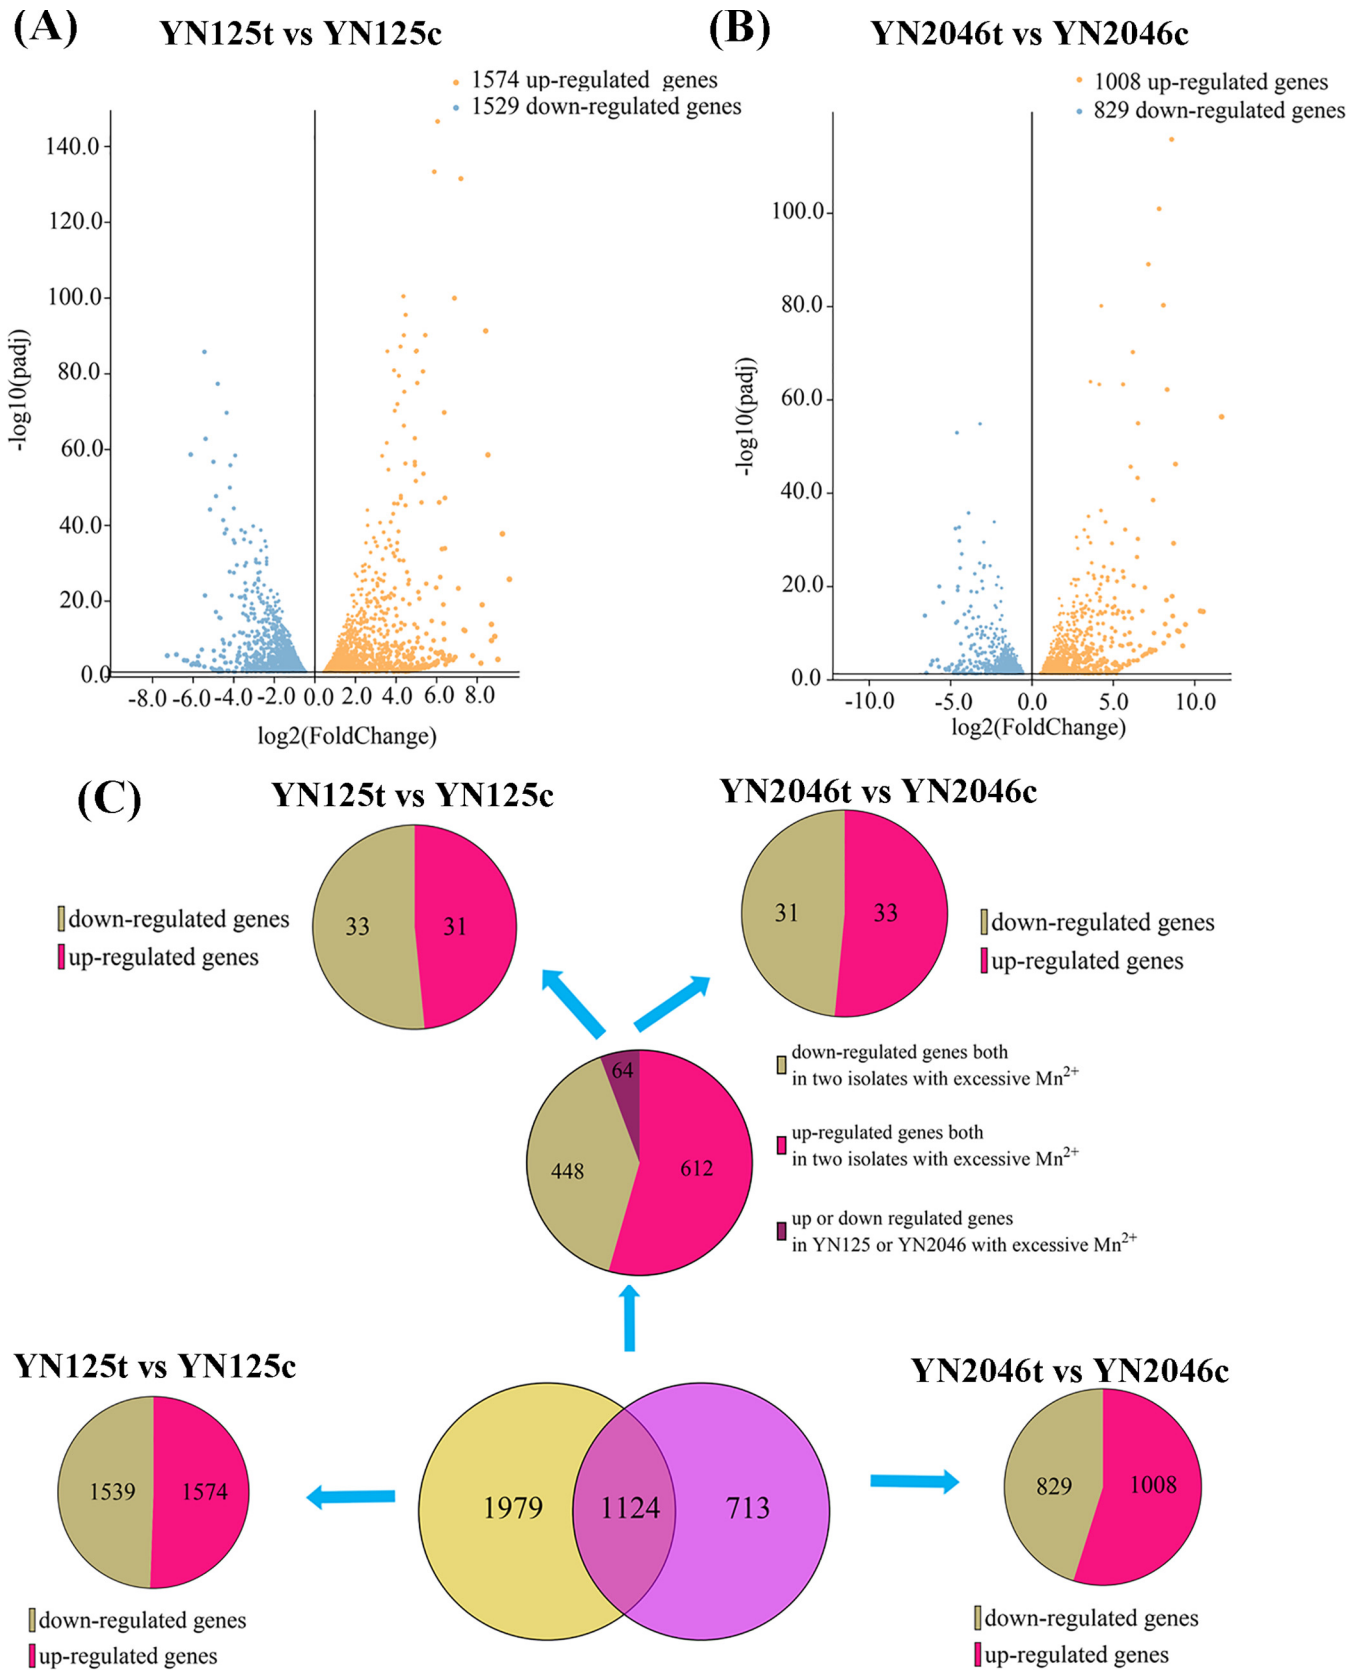 (A)
YN125t vs YN125c
1574 up-regulated genes
1529 down-regulated genes
140.0
120.0
100.0
80.0
60.0
40.0
20.0
0.0
-log10(padj)
-8.0 -6.0 -4.0 -2.0 0.0 2.0 4.0 6.0 8.0
log2(FoldChange)
(B)
YN2046t vs YN2046c
1008 up-regulated genes
829 down-regulated genes
100.0
80.0
60.0
40.0
20.0
0.0
-log10(padj)
-10.0 -5.0 0.0 5.0 10.0
log2(FoldChange)
(C)
YN125t vs YN125c
33 31
down-regulated genes
up-regulated genes
YN2046t vs YN2046c
31 33
down-regulated genes
up-regulated genes
64
448 612
down-regulated genes both
in two isolates with excessive Mn²⁺
up-regulated genes both
in two isolates with excessive Mn²⁺
up or down regulated genes
in YN125 or YN2046 with excessive Mn²⁺
YN125t vs YN125c
1539 1574
down-regulated genes
up-regulated genes
1979 1124 713
YN2046t vs YN2046c
829 1008
down-regulated genes
up-regulated genes